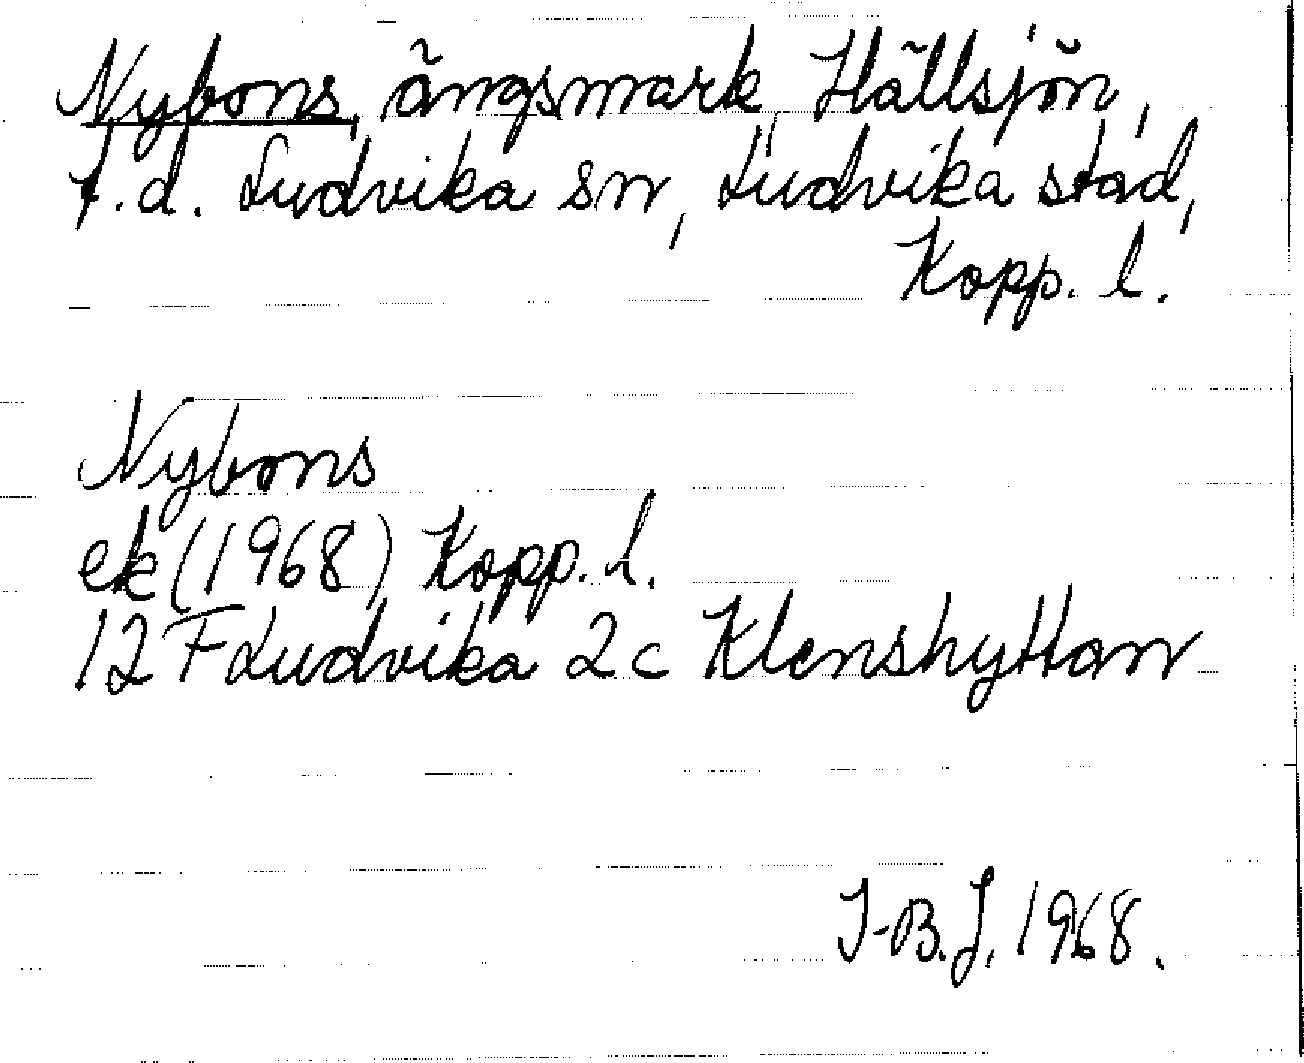 Nybons, ängsmark, Hällsjön,
f.d. Ludvika sn, Ludvika stad,
Kopp. l.
Nybons
ek (1968) Kopp. l.
12 F Ludvika 2c Klenshyttan
I-B.J. 1968.